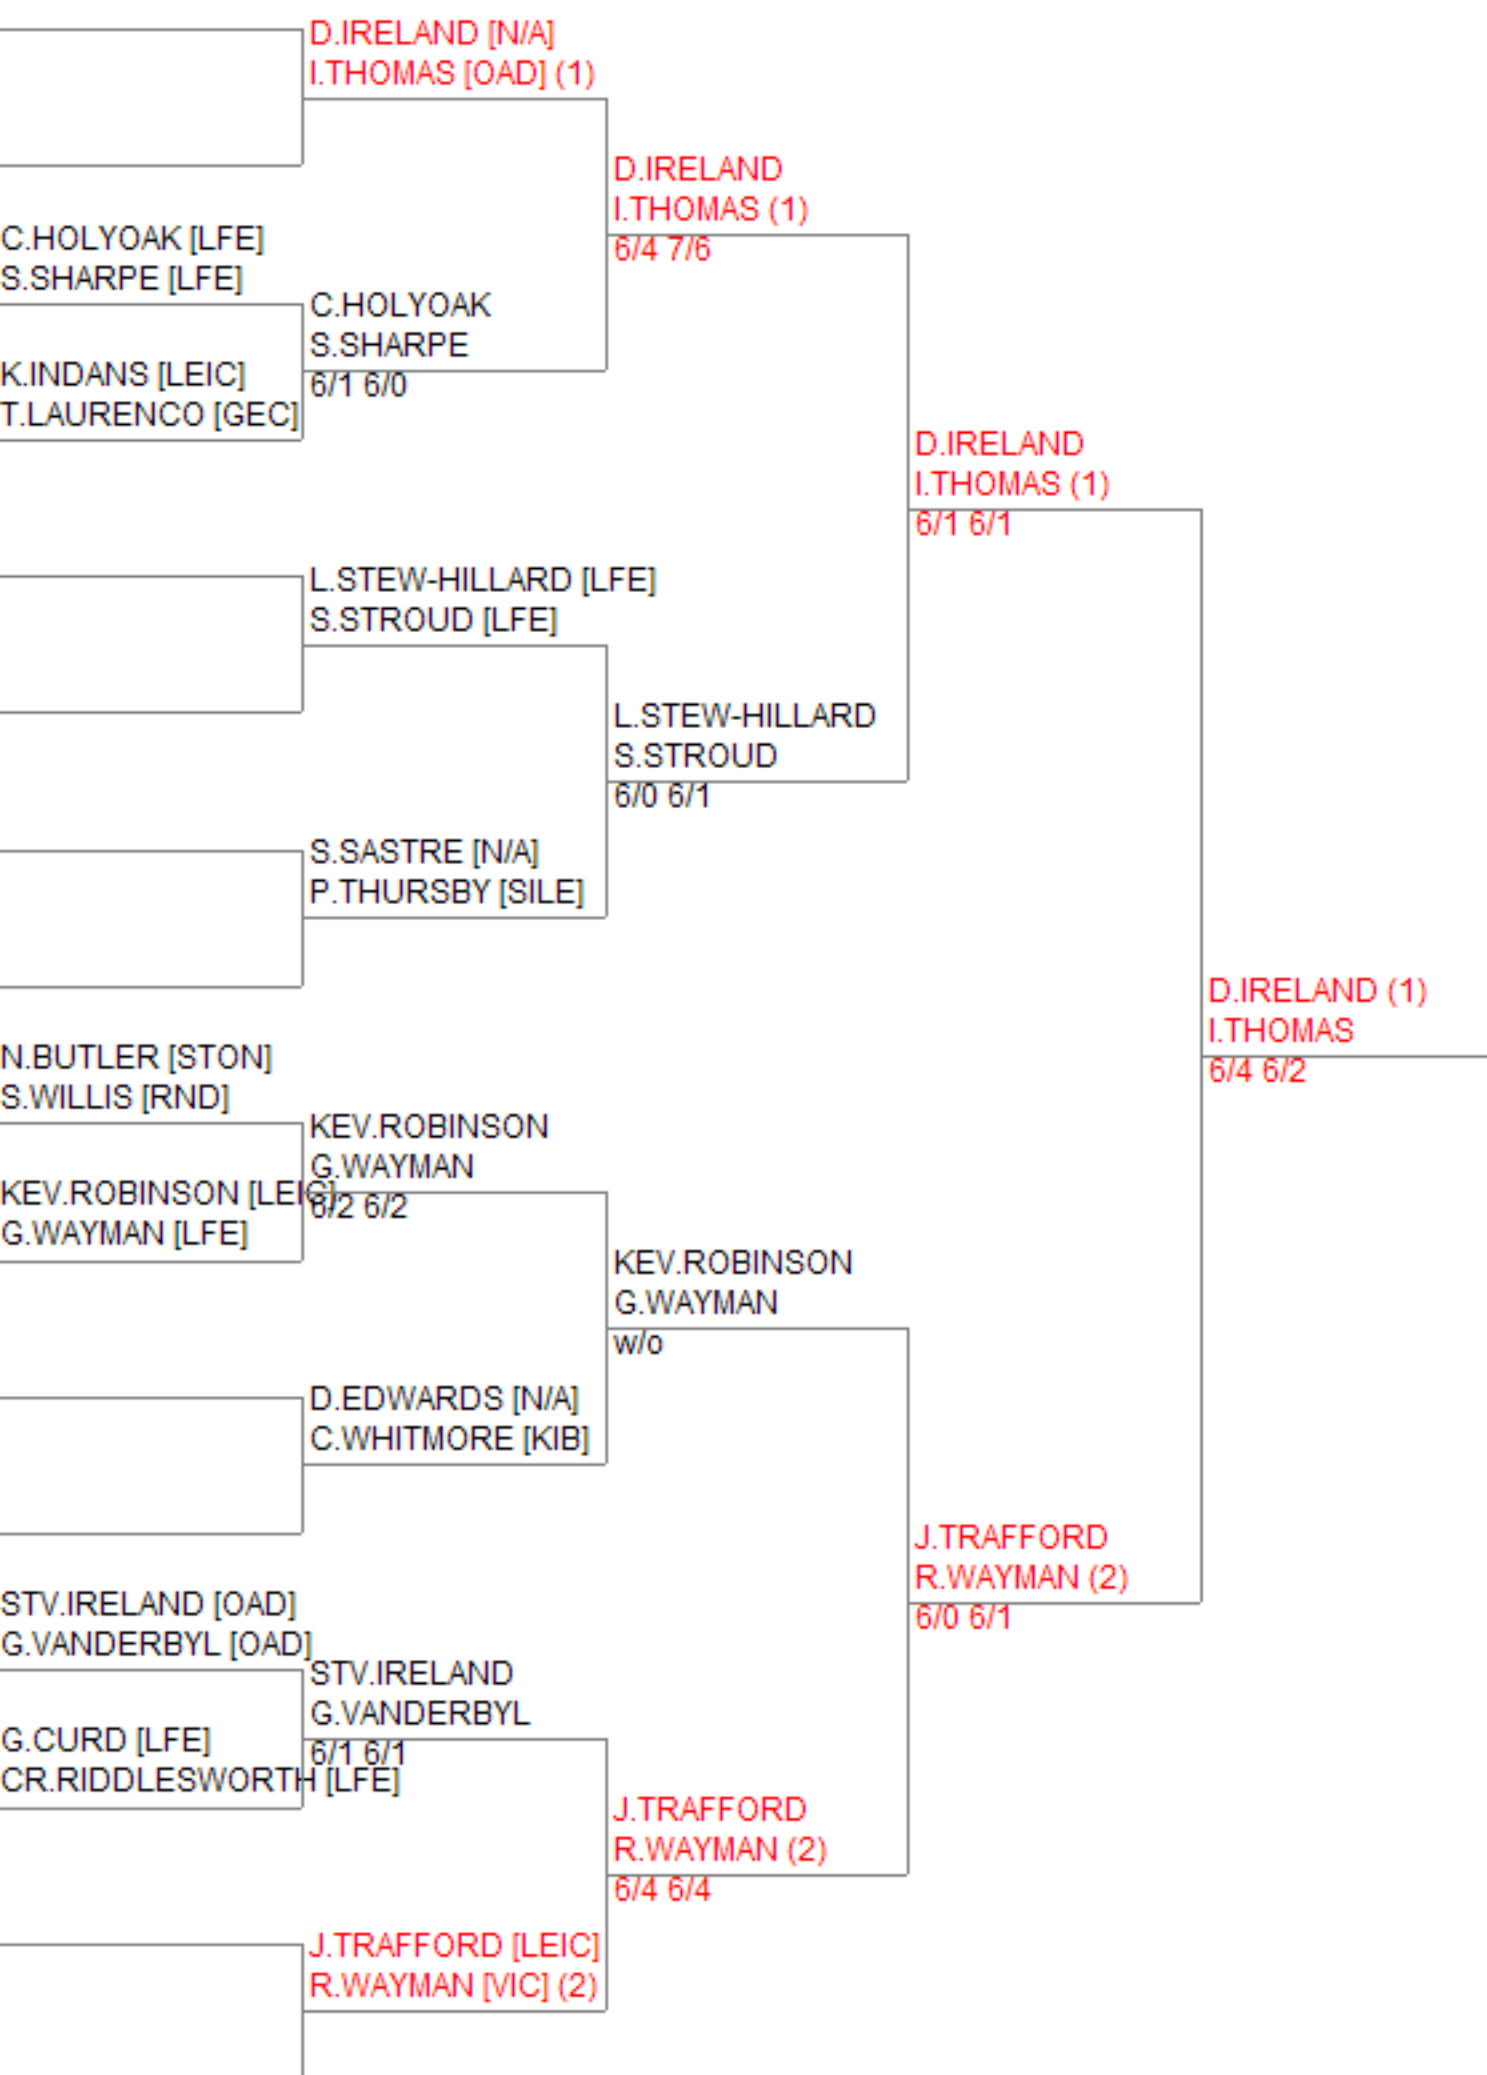 D.IRELAND [N/A]
I.THOMAS [OAD] (1)
D.IRELAND
I.THOMAS (1)
6/4 7/6
C.HOLYOAK [LFE]
S.SHARPE [LFE]
C.HOLYOAK
S.SHARPE
6/1 6/0
K.INDANS [LEIC]
T.LAURENCO [GEC]
D.IRELAND
I.THOMAS (1)
6/1 6/1
L.STEW-HILLARD [LFE]
S.STROUD [LFE]
L.STEW-HILLARD
S.STROUD
6/0 6/1
S.SASTRE [N/A]
P.THURSBY [SILE]
D.IRELAND (1)
I.THOMAS
6/4 6/2
N.BUTLER [STON]
S.WILLIS [RND]
KEV.ROBINSON
G.WAYMAN
6/2 6/2
KEV.ROBINSON [LEIC]
G.WAYMAN [LFE]
KEV.ROBINSON
G.WAYMAN
w/o
D.EDWARDS [N/A]
C.WHITMORE [KIB]
J.TRAFFORD
R.WAYMAN (2)
6/0 6/1
STV.IRELAND [OAD]
G.VANDERBYL [OAD]
STV.IRELAND
G.VANDERBYL
6/1 6/1
G.CURD [LFE]
CR.RIDDLESWORTH [LFE]
J.TRAFFORD
R.WAYMAN (2)
6/4 6/4
J.TRAFFORD [LEIC]
R.WAYMAN [VIC] (2)